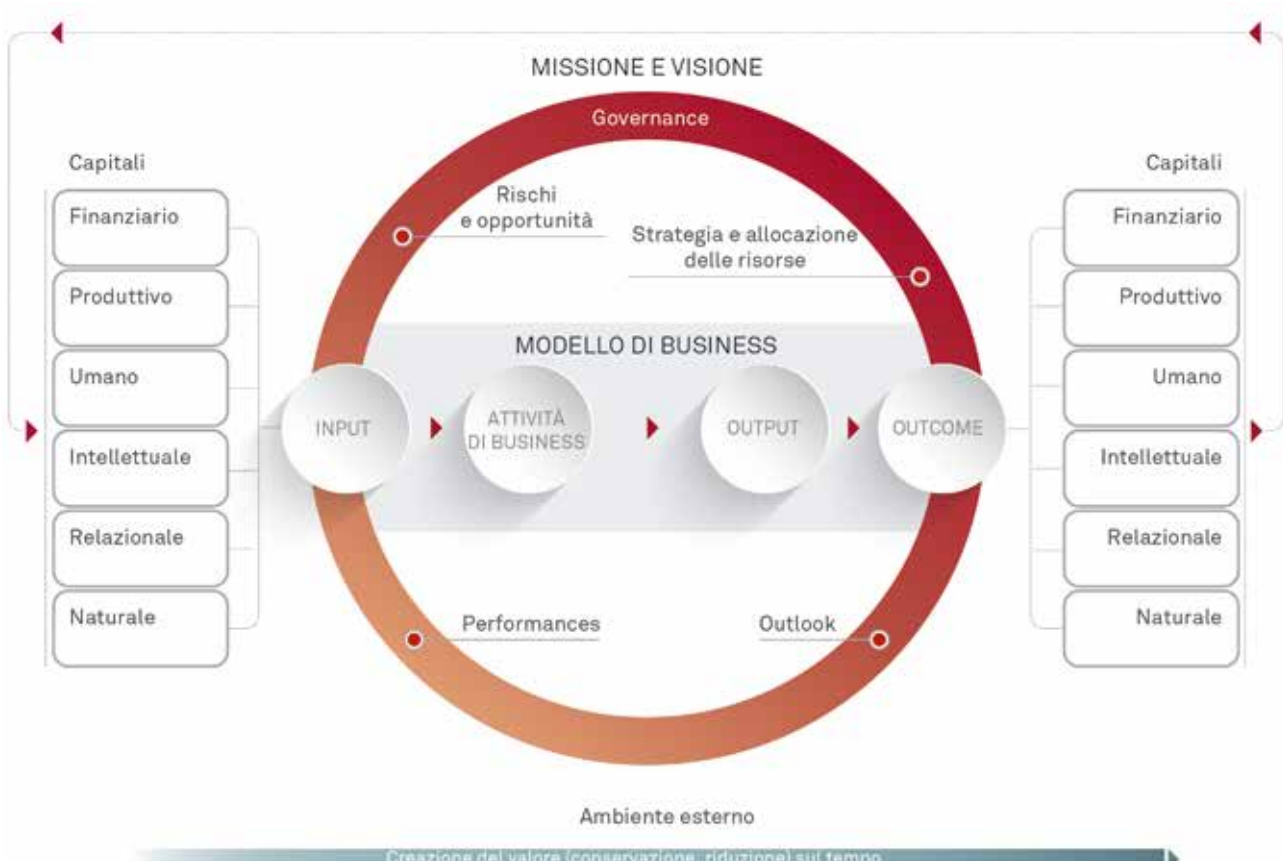 MISSIONE E VISIONE
Governance
Capitali
Finanziario
Produttivo
Umano
Intellettuale
Relazionale
Naturale
Rischi
e opportunità
Strategia e allocazione
delle risorse
MODELLO DI BUSINESS
INPUT
ATTIVITÀ
DI BUSINESS
OUTPUT
OUTCOME
Performances
Outlook
Capitali
Finanziario
Produttivo
Umano
Intellettuale
Relazionale
Naturale
Ambiente esterno
Creazione del valore (conservazione, riduzione) sul tempo